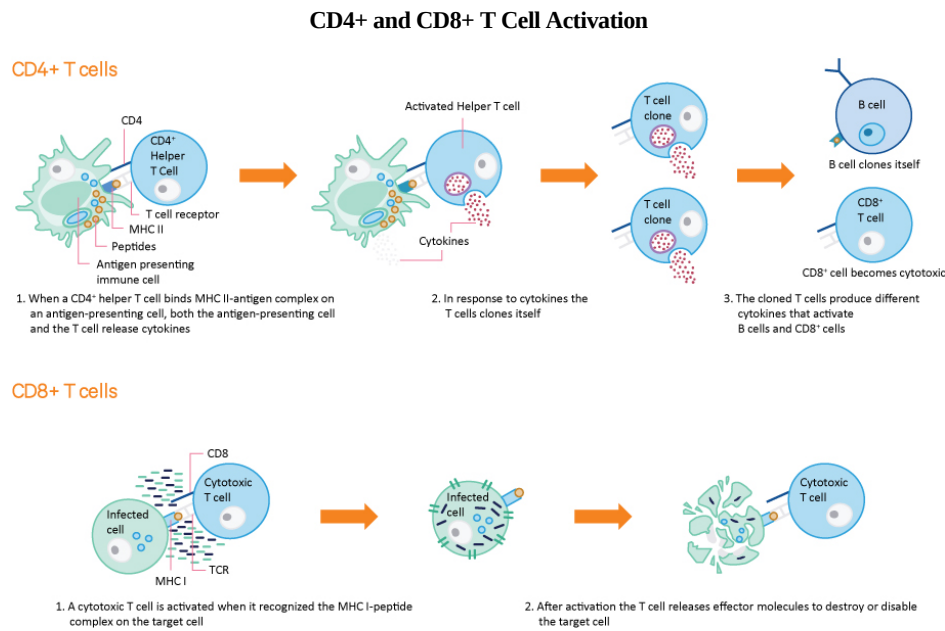 CD4+ and CD8+ T Cell Activation
CD4+ T cells
CD4
CD4⁺
Helper
T Cell
T cell receptor
MHC II
Peptides
Antigen presenting
immune cell
Activated Helper T cell
Cytokines
T cell
clone
T cell
clone
B cell
B cell clones itself
CD8⁺
T cell
CD8⁺ cell becomes cytotoxic
1. When a CD4⁺ helper T cell binds MHC II-antigen complex on
an antigen-presenting cell, both the antigen-presenting cell
and the T cell release cytokines
2. In response to cytokines the
T cells clones itself
3. The cloned T cells produce different
cytokines that activate
B cells and CD8⁺ cells
CD8+ T cells
CD8
Cytotoxic
T cell
Infected
cell
MHC I
TCR
Infected
cell
Cytotoxic
T cell
1. A cytotoxic T cell is activated when it recognized the MHC I-peptide
complex on the target cell
2. After activation the T cell releases effector molecules to destroy or disable
the target cell